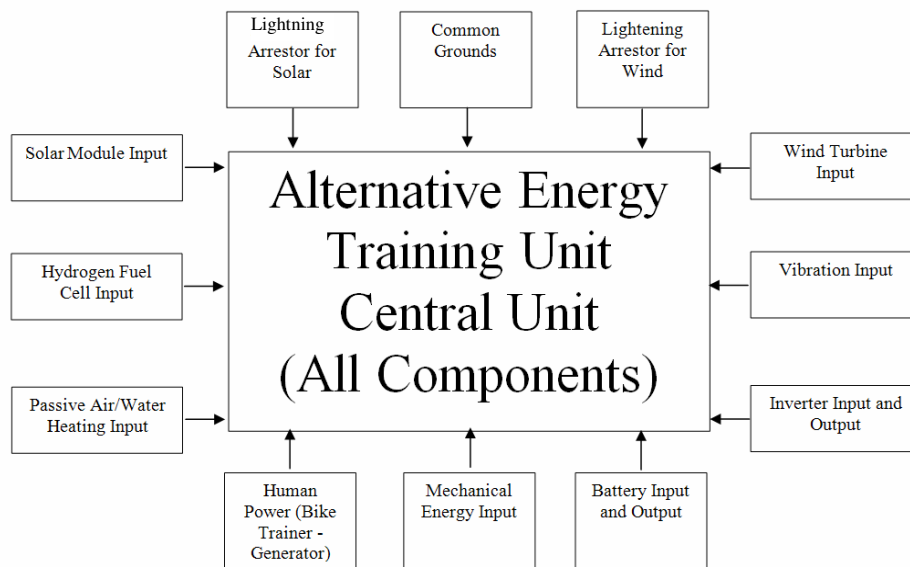 Lightning
Arrestor for
Solar
Common
Grounds
Lightening
Arrestor for
Wind
Solar Module Input
Wind Turbine
Input
Alternative Energy
Training Unit
Central Unit
(All Components)
Hydrogen Fuel
Cell Input
Vibration Input
Passive Air/Water
Heating Input
Inverter Input and
Output
Human
Power (Bike
Trainer -
Generator)
Mechanical
Energy Input
Battery Input
and Output